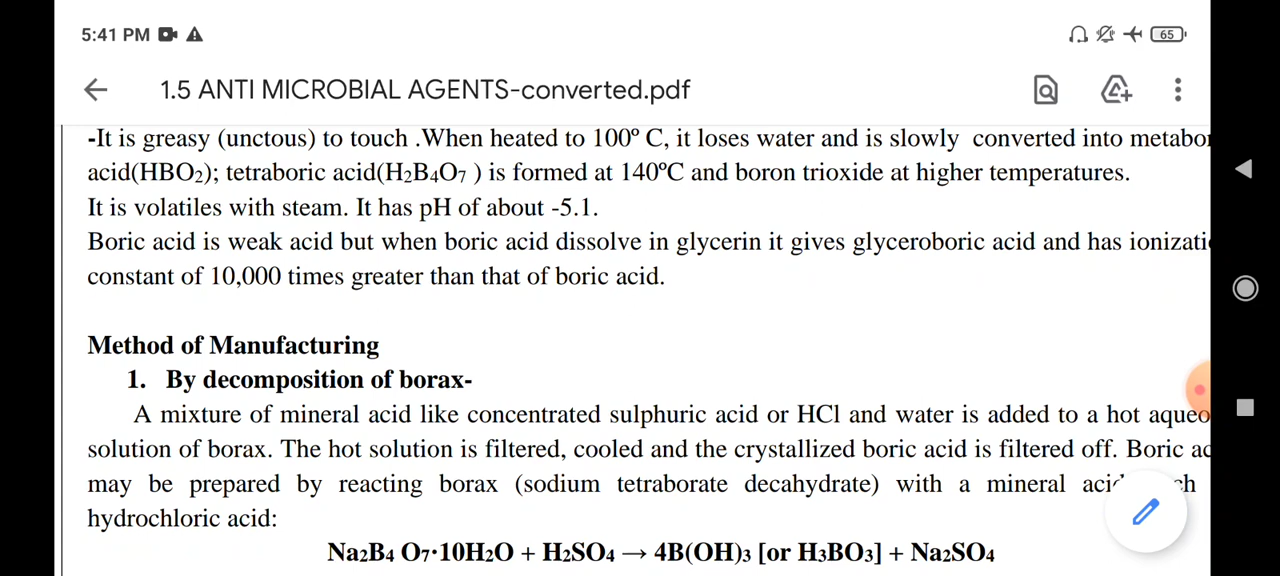 5:41 PM
65
1.5 ANTI MICROBIAL AGENTS-converted.pdf
-It is greasy (unctous) to touch .When heated to 100º C, it loses water and is slowly converted into metabor
acid(HBO₂); tetraboric acid(H₂B₄O₇ ) is formed at 140ºC and boron trioxide at higher temperatures.
It is volatiles with steam. It has pH of about -5.1.
Boric acid is weak acid but when boric acid dissolve in glycerin it gives glyceroboric acid and has ionizati
constant of 10,000 times greater than that of boric acid.
Method of Manufacturing
1. By decomposition of borax-
A mixture of mineral acid like concentrated sulphuric acid or HCl and water is added to a hot aqueo
solution of borax. The hot solution is filtered, cooled and the crystallized boric acid is filtered off. Boric ac
may be prepared by reacting borax (sodium tetraborate decahydrate) with a mineral
hydrochloric acid:
Na₂B₄ O₇·10H₂O + H₂SO₄ → 4B(OH)₃ [or H₃BO₃] + Na₂SO₄